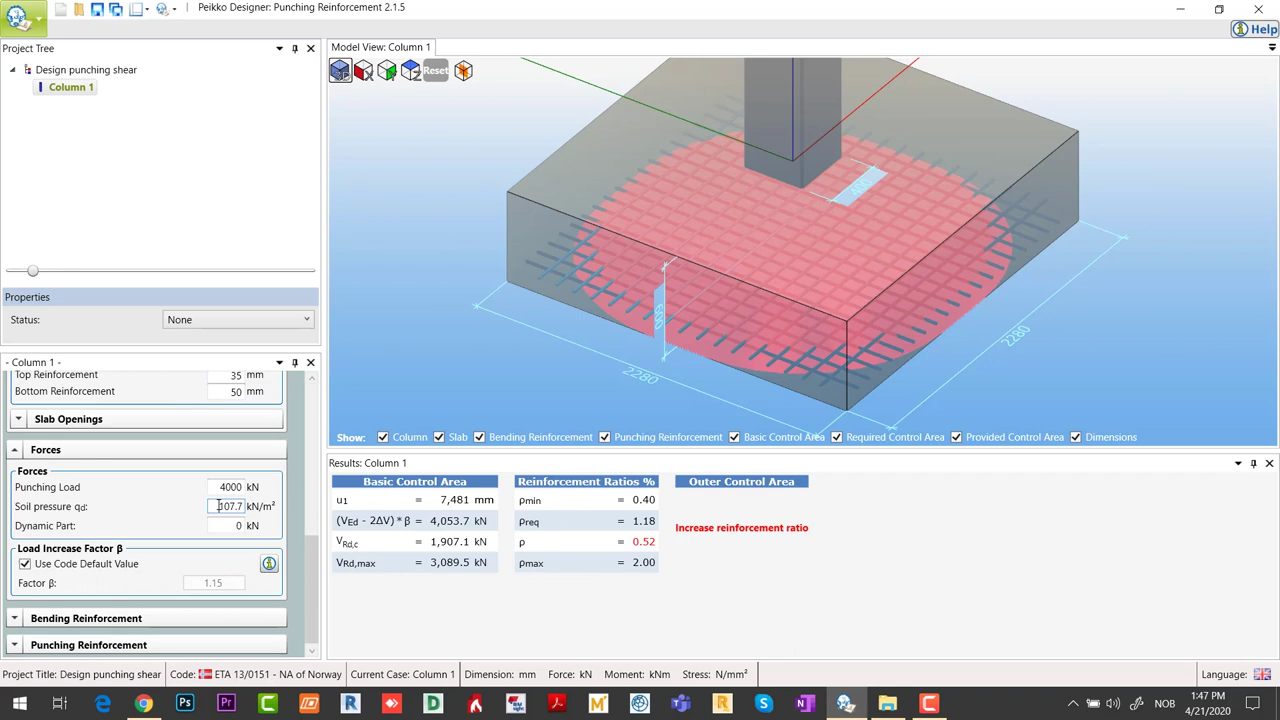 Peikko Designer: Punching Reinforcement 2.1.5
Help
Project Tree
Design punching shear
Column 1
Properties
Status: None
- Column 1 -
Top Reinforcement 35 mm
Bottom Reinforcement 50 mm
Slab Openings
Forces
Forces
Punching Load 4000 kN
Soil pressure qd: 107.7 kN/m²
Dynamic Part: 0 kN
Load Increase Factor β
Use Code Default Value
Factor β: 1.15
Bending Reinforcement
Punching Reinforcement
Model View: Column 1
Reset
400
600
2280
2280
Show: Column Slab Bending Reinforcement Punching Reinforcement Basic Control Area Required Control Area Provided Control Area Dimensions
Results: Column 1
Basic Control Area Reinforcement Ratios % Outer Control Area
u1 = 7,481 mm ρmin = 0.40
(VEd - 2ΔV)*β = 4,053.7 kN ρreq = 1.18 Increase reinforcement ratio
VRd,c = 1,907.1 kN ρ = 0.52
VRd,max = 3,089.5 kN ρmax = 2.00
Project Title: Design punching shear Code: ETA 13/0151 - NA of Norway Current Case: Column 1 Dimension: mm Force: kN Moment: kNm Stress: N/mm² Language:
Ps Pr C R D A R S N
NOB
1:47 PM
4/21/2020